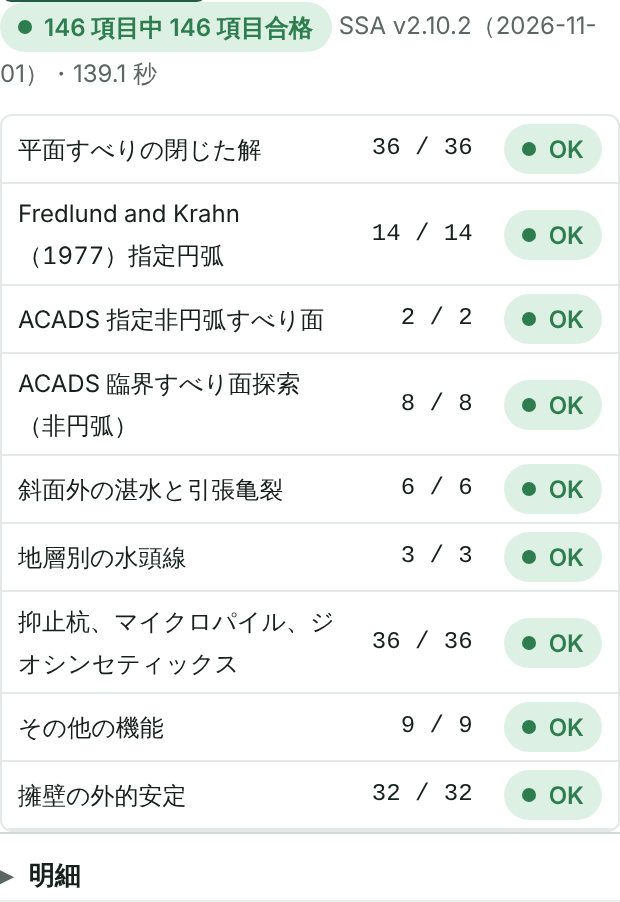 146 項目中 146 項目合格 SSA v2.10.2（2026-11-
01）・139.1 秒
平面すべりの閉じた解 36 / 36 OK
Fredlund and Krahn
（1977）指定円弧 14 / 14 OK
ACADS 指定非円弧すべり面 2 / 2 OK
ACADS 臨界すべり面探索
（非円弧） 8 / 8 OK
斜面外の湛水と引張亀裂 6 / 6 OK
地層別の水頭線 3 / 3 OK
抑止杭、マイクロパイル、ジ
オシンセティックス 36 / 36 OK
その他の機能 9 / 9 OK
擁壁の外的安定 32 / 32 OK
明細